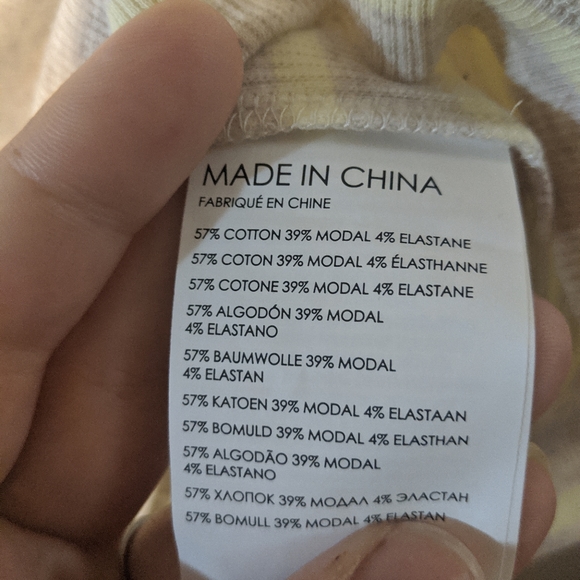 MADE IN CHINA
FABRIQUÉ EN CHINE
57% COTTON 39% MODAL 4% ELASTANE
57% COTON 39% MODAL 4% ÉLASTHANNE
57% COTONE 39% MODAL 4% ELASTANE
57% ALGODÓN 39% MODAL
4% ELASTANO
57% BAUMWOLLE 39% MODAL
4% ELASTAN
57% KATOEN 39% MODAL 4% ELASTAAN
57% BOMULD 39% MODAL 4% ELASTHAN
57% ALGODÃO 39% MODAL
4% ELASTANO
57% ХЛОПОК 39% МОДАЛ 4% ЭЛАСТАН
57% BOMULL 39% MODAL 4% ELASTAN